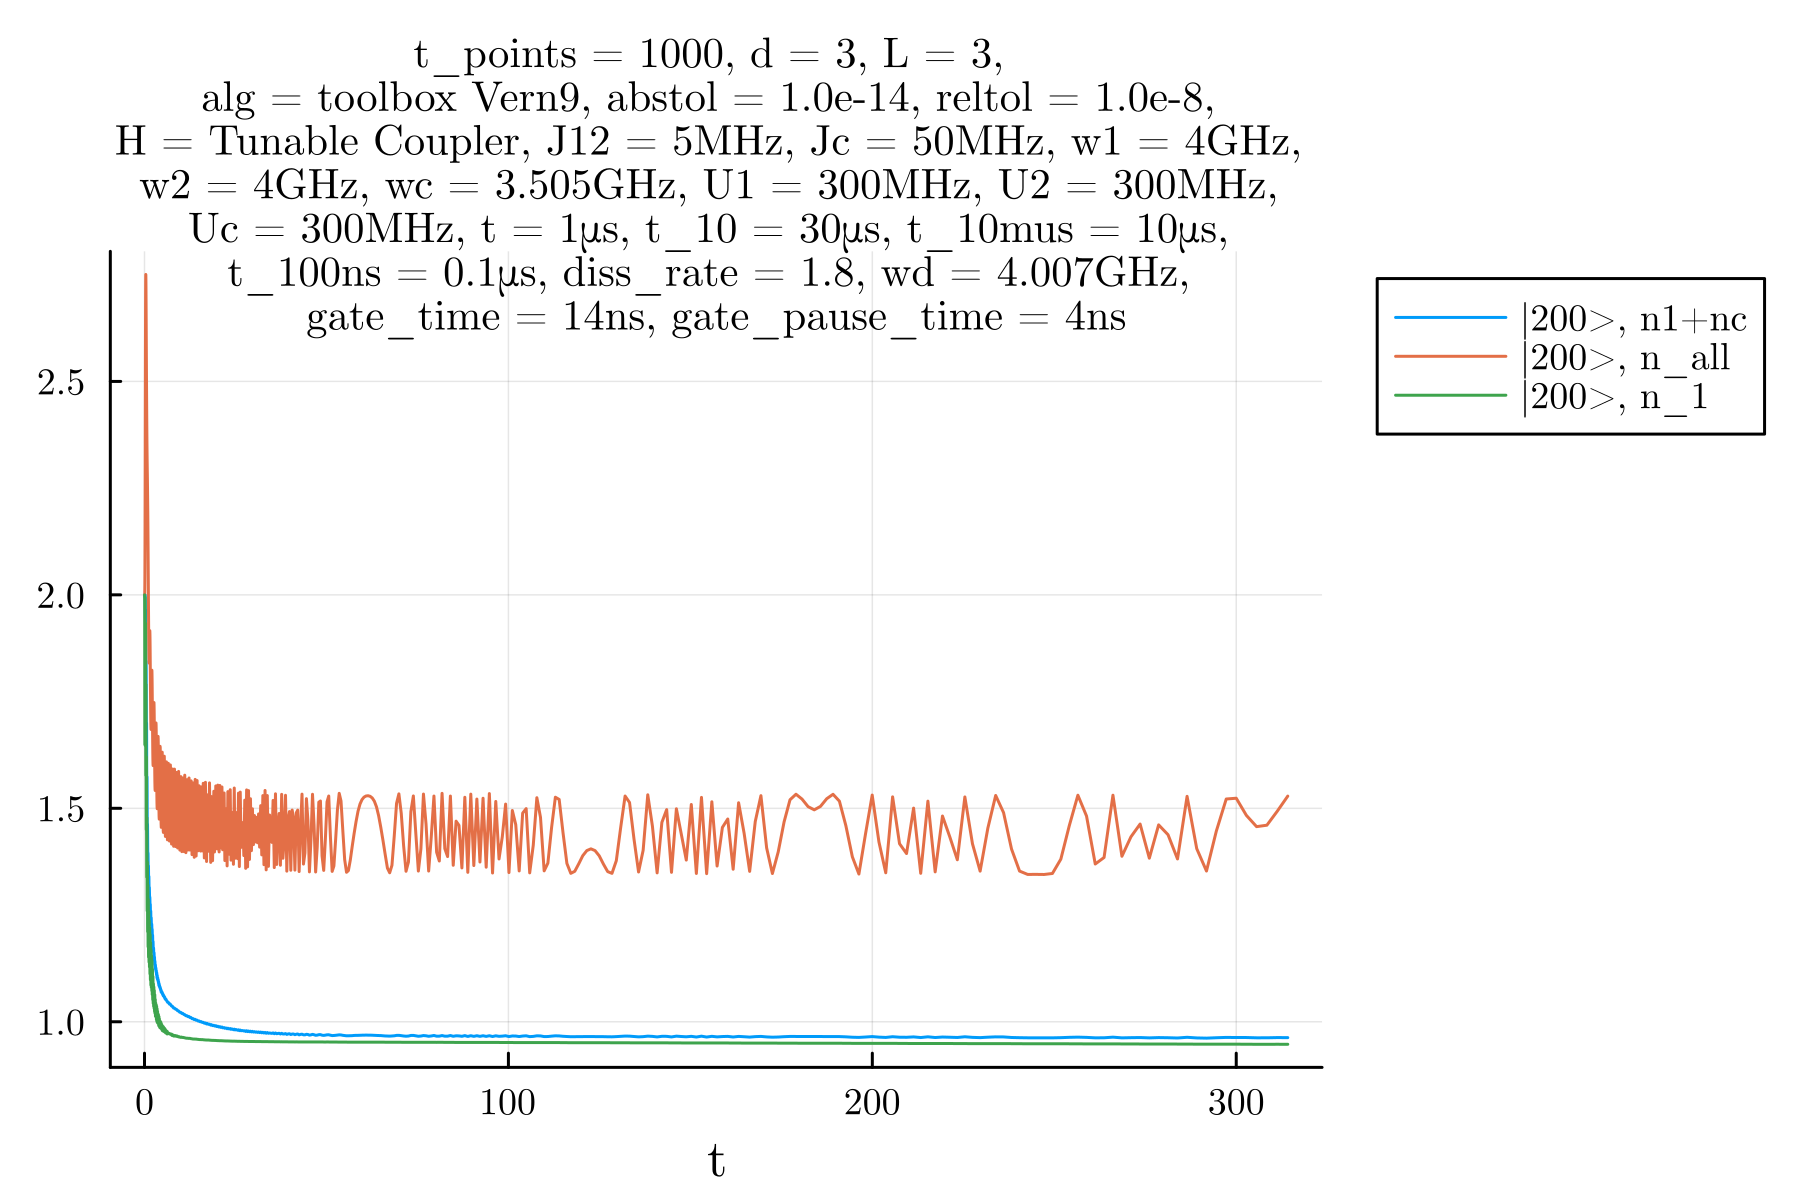 t_points = 1000, d = 3, L = 3,
alg = toolbox Vern9, abstol = 1.0e-14, reltol = 1.0e-8,
H = Tunable Coupler, J12 = 5MHz, Jc = 50MHz, w1 = 4GHz,
w2 = 4GHz, wc = 3.505GHz, U1 = 300MHz, U2 = 300MHz,
Uc = 300MHz, t = 1μs, t_10 = 30μs, t_10mus = 10μs,
t_100ns = 0.1μs, diss_rate = 1.8, wd = 4.007GHz,
gate_time = 14ns, gate_pause_time = 4ns
|200>, n1+nc
|200>, n_all
|200>, n_1
2.5
2.0
1.5
1.0
0 100 200 300
t